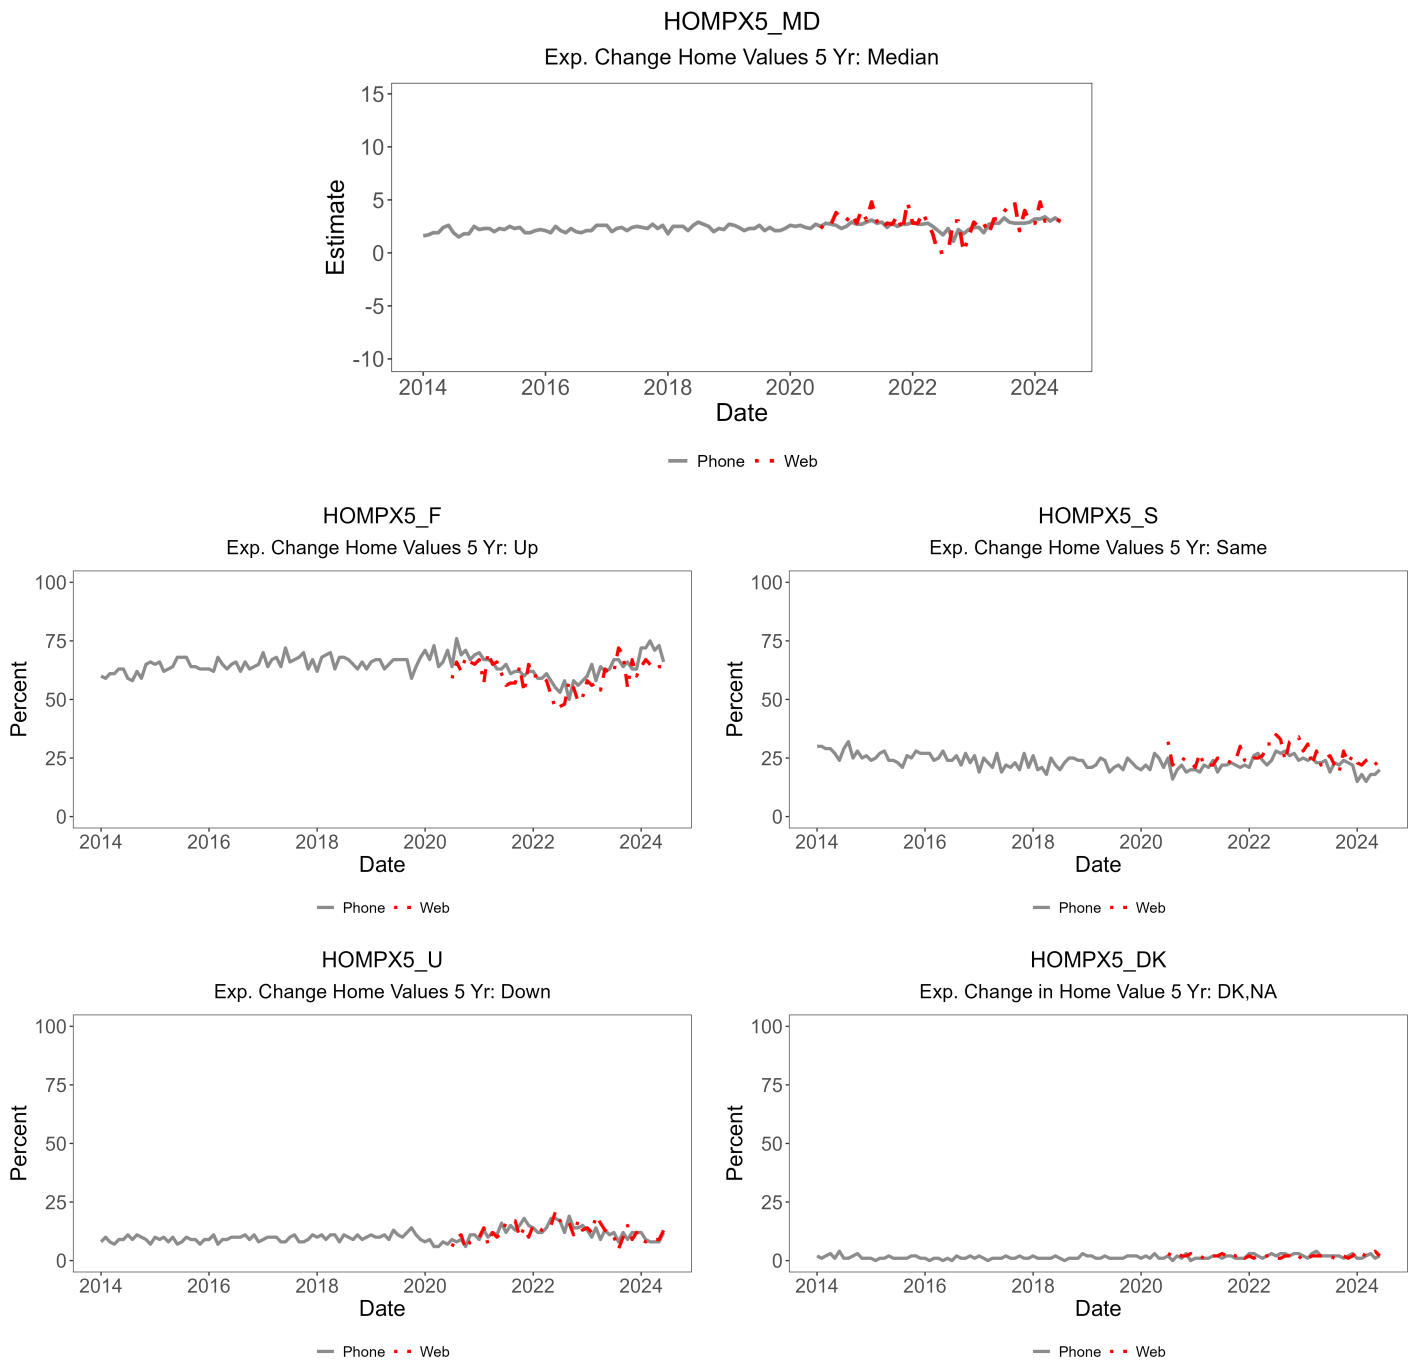 HOMPX5_MD
Exp. Change Home Values 5 Yr: Median
15
10
5
0
-5
-10
Estimate
2014 2016 2018 2020 2022 2024
Date
Phone Web
HOMPX5_F
Exp. Change Home Values 5 Yr: Up
100
75
50
25
0
Percent
2014 2016 2018 2020 2022 2024
Date
Phone Web
HOMPX5_S
Exp. Change Home Values 5 Yr: Same
100
75
50
25
0
Percent
2014 2016 2018 2020 2022 2024
Date
Phone Web
HOMPX5_U
Exp. Change Home Values 5 Yr: Down
100
75
50
25
0
Percent
2014 2016 2018 2020 2022 2024
Date
Phone Web
HOMPX5_DK
Exp. Change in Home Value 5 Yr: DK,NA
100
75
50
25
0
Percent
2014 2016 2018 2020 2022 2024
Date
Phone Web